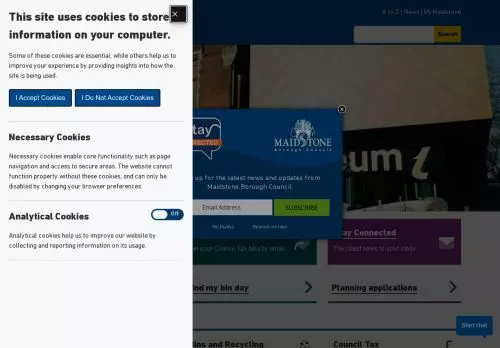 This site uses cookies to store
information on your computer.
Some of these cookies are essential, while others help us to
improve your experience by providing insights into how the
site is being used.
I Accept Cookies
I Do Not Accept Cookies
Necessary Cookies
Necessary cookies enable core functionality such as page
navigation and access to secure areas. The website cannot
function properly without these cookies, and can only be
disabled by changing your browser preferences.
Analytical Cookies
Off
Analytical cookies help us to improve our website by
collecting and reporting information on its use.
A to Z | News | My Maidstone
Search
MAIDSTONE
Borough Council
up for the latest news and updates from
Maidstone Borough Council.
Email Address
SUBSCRIBE
No thanks
Remind me later
eum
Connected
your Council Tax bills by email
The latest news to your inbox
my bin day
Planning applications
and Recycling
Council Tax
Start chat